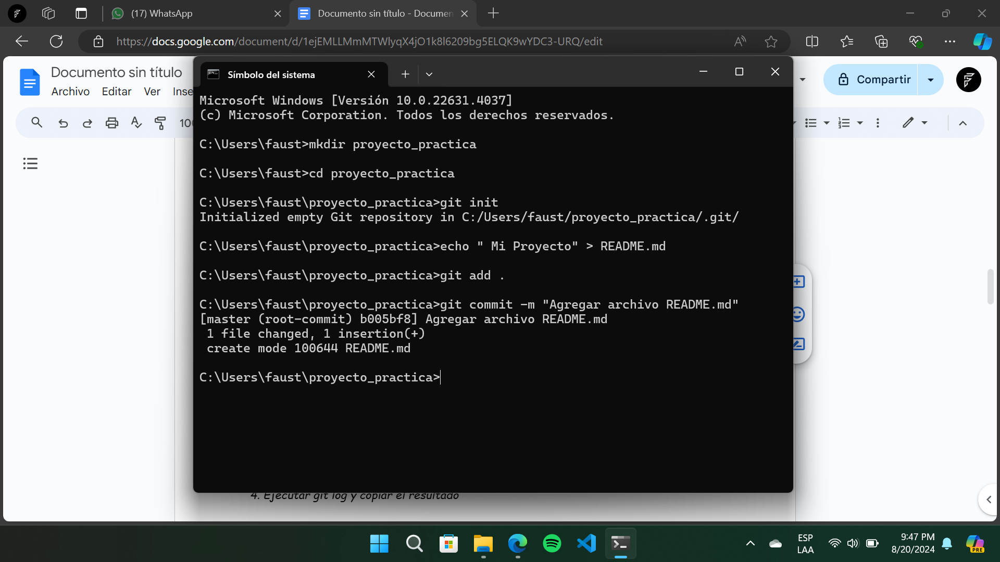 (17) WhatsApp
Documento sin título - Documen
https://docs.google.com/document/d/1ejEMLLMmMTWlyqX4jO1k8l6209bg5ELQK9wYDC3-URQ/edit
Documento sin título
Archivo Editar Ver Inse
Compartir
100
Símbolo del sistema
Microsoft Windows [Versión 10.0.22631.4037]
(c) Microsoft Corporation. Todos los derechos reservados.
C:\Users\faust>mkdir proyecto_practica
C:\Users\faust>cd proyecto_practica
C:\Users\faust\proyecto_practica>git init
Initialized empty Git repository in C:/Users/faust/proyecto_practica/.git/
C:\Users\faust\proyecto_practica>echo " Mi Proyecto" > README.md
C:\Users\faust\proyecto_practica>git add .
C:\Users\faust\proyecto_practica>git commit -m "Agregar archivo README.md"
[master (root-commit) b005bf8] Agregar archivo README.md
1 file changed, 1 insertion(+)
create mode 100644 README.md
C:\Users\faust\proyecto_practica>
4. Ejecutar git log y copiar el resultado
ESP
LAA
9:47 PM
8/20/2024
PRE